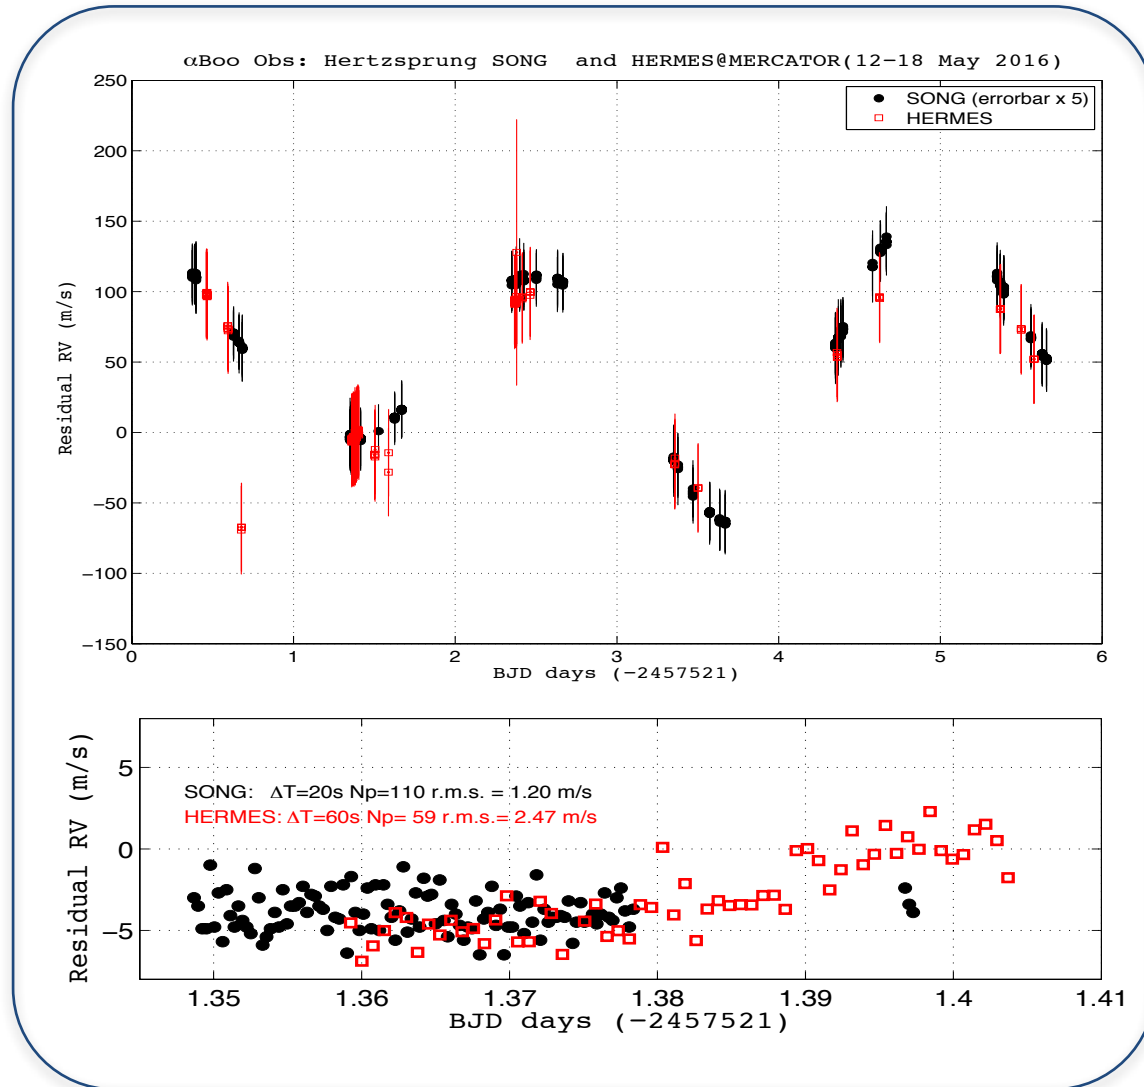 αBoo Obs: Hertzsprung SONG and HERMES@MERCATOR(12−18 May 2016)
250
200
150
100
50
0
−50
−100
−150
Residual RV (m/s)
SONG (errorbar x 5)
HERMES
0 1 2 3 4 5 6
BJD days (−2457521)
5
0
−5
Residual RV (m/s)
SONG: ΔT=20s Np=110 r.m.s. = 1.20 m/s
HERMES: ΔT=60s Np= 59 r.m.s.= 2.47 m/s
1.35 1.36 1.37 1.38 1.39 1.4 1.41
BJD days (−2457521)